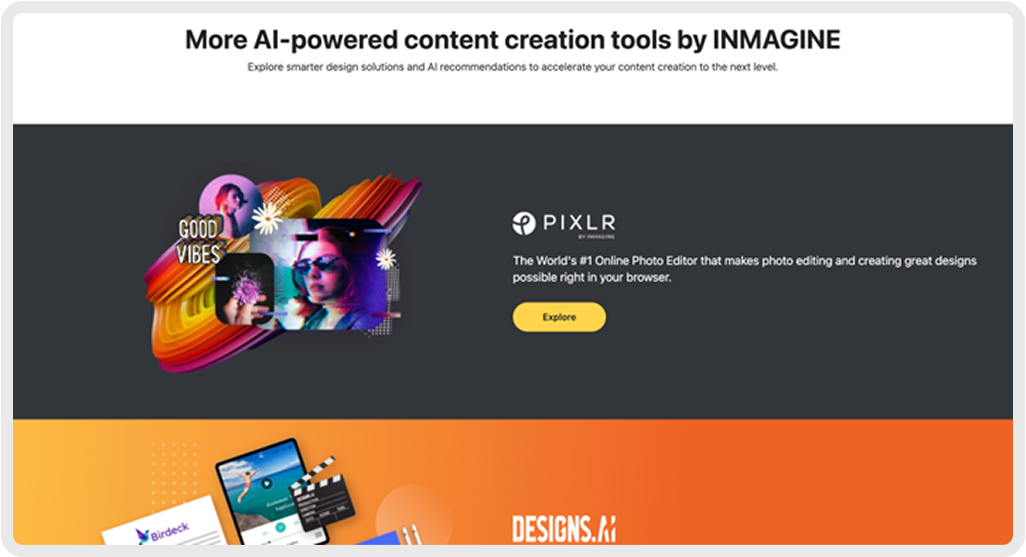 More AI-powered content creation tools by INMAGINE
Explore smarter design solutions and AI recommendations to accelerate your content creation to the next level.
GOOD
VIBES
PIXLR
BY INMAGINE
The World's #1 Online Photo Editor that makes photo editing and creating great designs
possible right in your browser.
Explore
Birdeck
DESIGNS.Ai